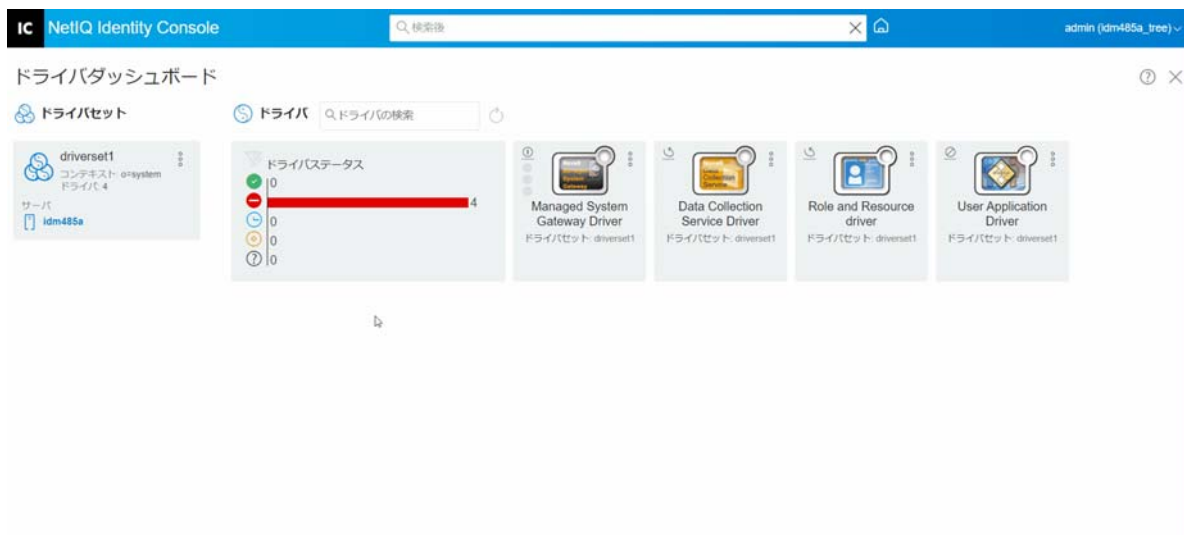 IC NetIQ Identity Console
検索後
admin (idm485a_tree)
ドライバダッシュボード
ドライバセット
ドライバ
ドライバの検索
driverset1
コンテキスト: o=system
ドライバ: 4
サーバ
idm485a
ドライバステータス
0
4
0
0
0
Managed System
Gateway Driver
ドライバセット: driverset1
Data Collection
Service Driver
ドライバセット: driverset1
Role and Resource
driver
ドライバセット: driverset1
User Application
Driver
ドライバセット: driverset1